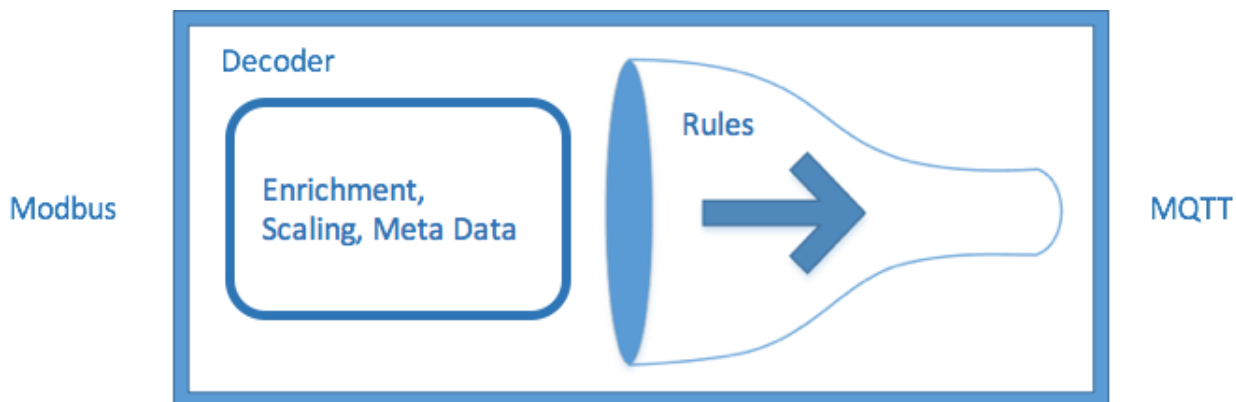 Decoder
Rules
Enrichment,
Scaling, Meta Data
Modbus
MQTT